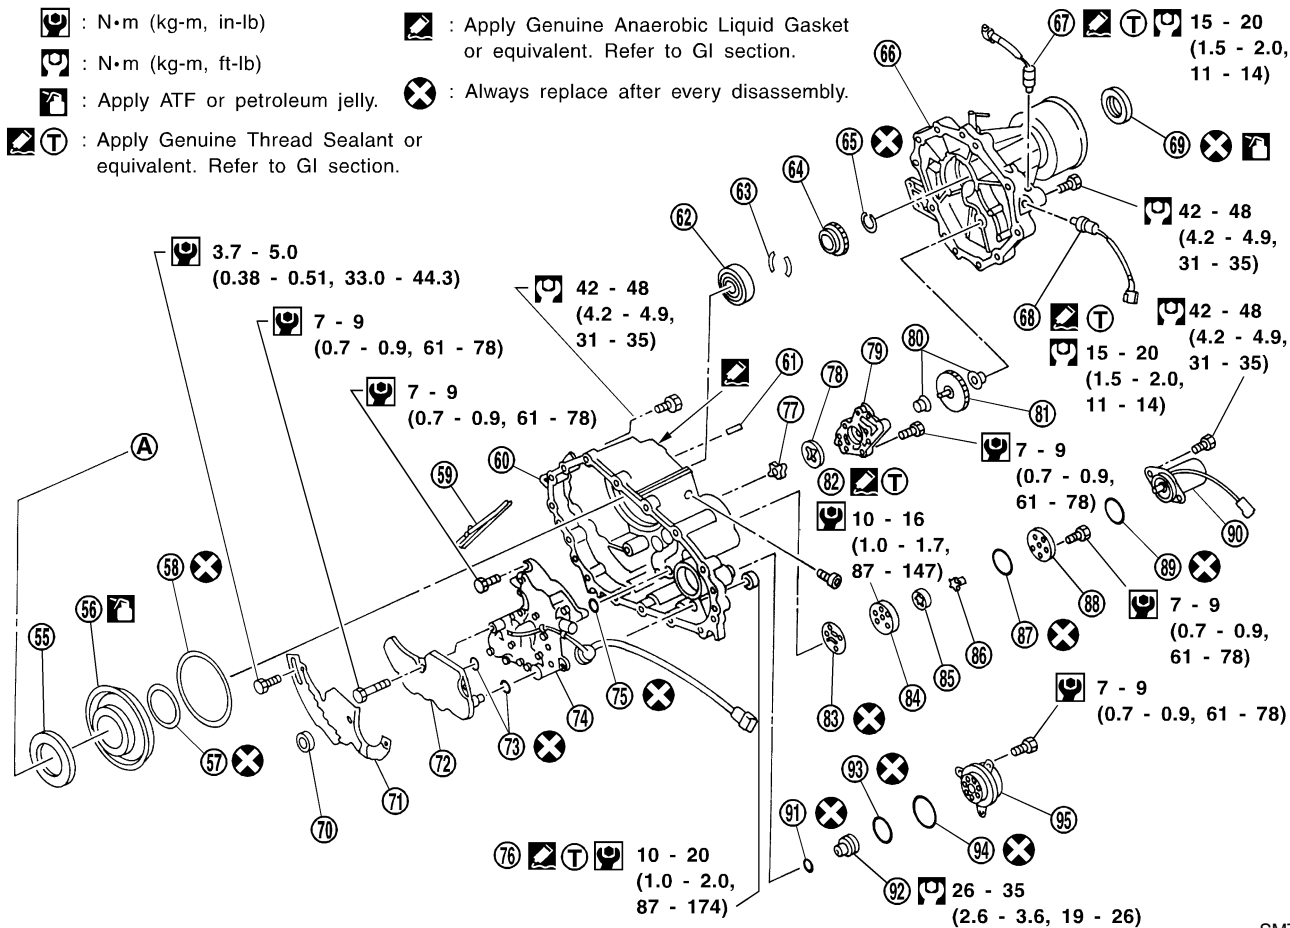 : N•m (kg-m, in-lb)
: N•m (kg-m, ft-lb)
: Apply ATF or petroleum jelly.
T : Apply Genuine Thread Sealant or
equivalent. Refer to GI section.
: Apply Genuine Anaerobic Liquid Gasket
or equivalent. Refer to GI section.
: Always replace after every disassembly.
67 T 15 - 20
(1.5 - 2.0,
11 - 14)
66
65
64
63
62
69
42 - 48
(4.2 - 4.9,
31 - 35)
3.7 - 5.0
(0.38 - 0.51, 33.0 - 44.3)
7 - 9
(0.7 - 0.9, 61 - 78)
7 - 9
(0.7 - 0.9, 61 - 78)
42 - 48
(4.2 - 4.9,
31 - 35)
68 T
15 - 20
(1.5 - 2.0,
11 - 14)
42 - 48
(4.2 - 4.9,
31 - 35)
61
78
79
80
81
77
A
59
60
82 T
10 - 16
(1.0 - 1.7,
87 - 147)
7 - 9
(0.7 - 0.9,
61 - 78)
90
89
58
56
55
57
70
71
72
73
74
75
83
84
85
86
87
88
7 - 9
(0.7 - 0.9,
61 - 78)
7 - 9
(0.7 - 0.9, 61 - 78)
95
93
94
91
92
26 - 35
(2.6 - 3.6, 19 - 26)
76 T 10 - 20
(1.0 - 2.0,
87 - 174)